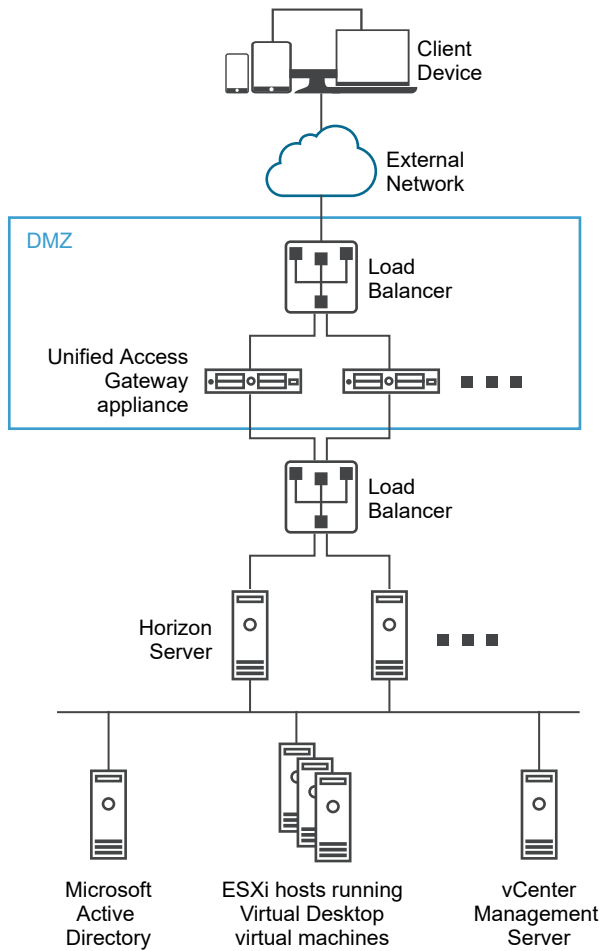 Client
Device
External
Network
DMZ
Load
Balancer
Unified Access
Gateway
appliance
Load
Balancer
Horizon
Server
Microsoft
Active
Directory
ESXi hosts running
Virtual Desktop
virtual machines
vCenter
Management
Server